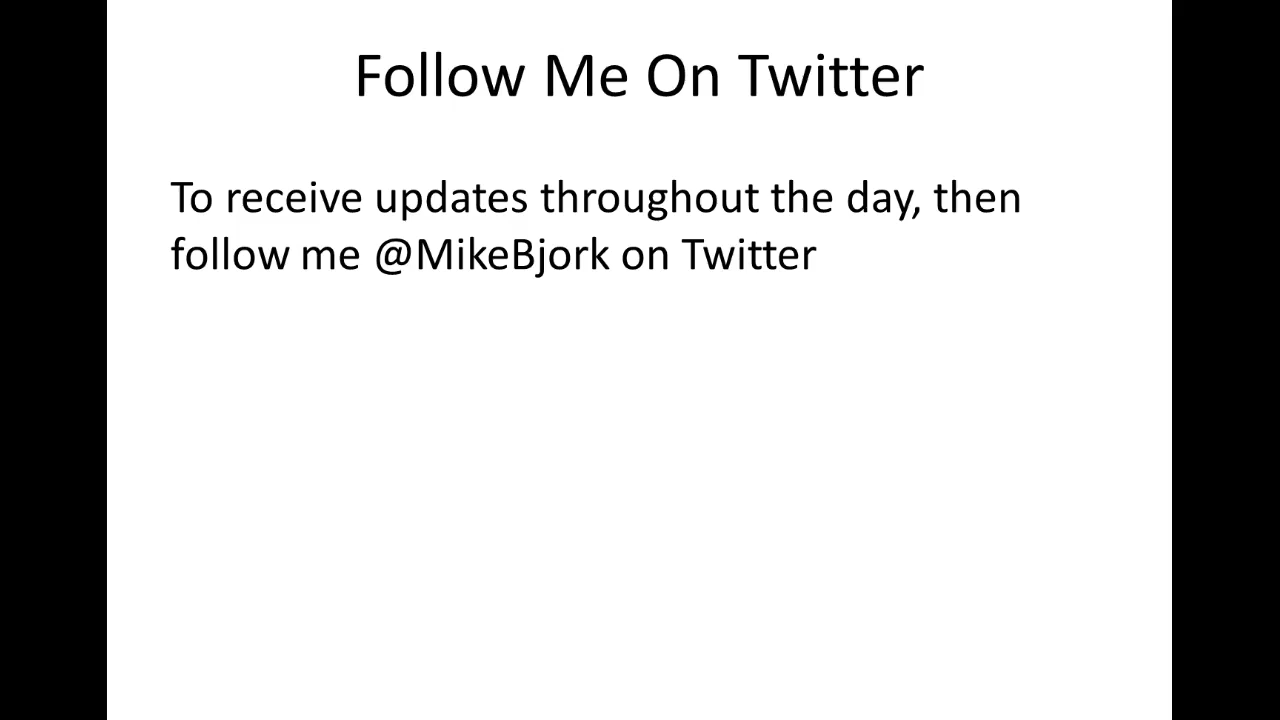 Follow Me On Twitter
To receive updates throughout the day, then
follow me @MikeBjork on Twitter